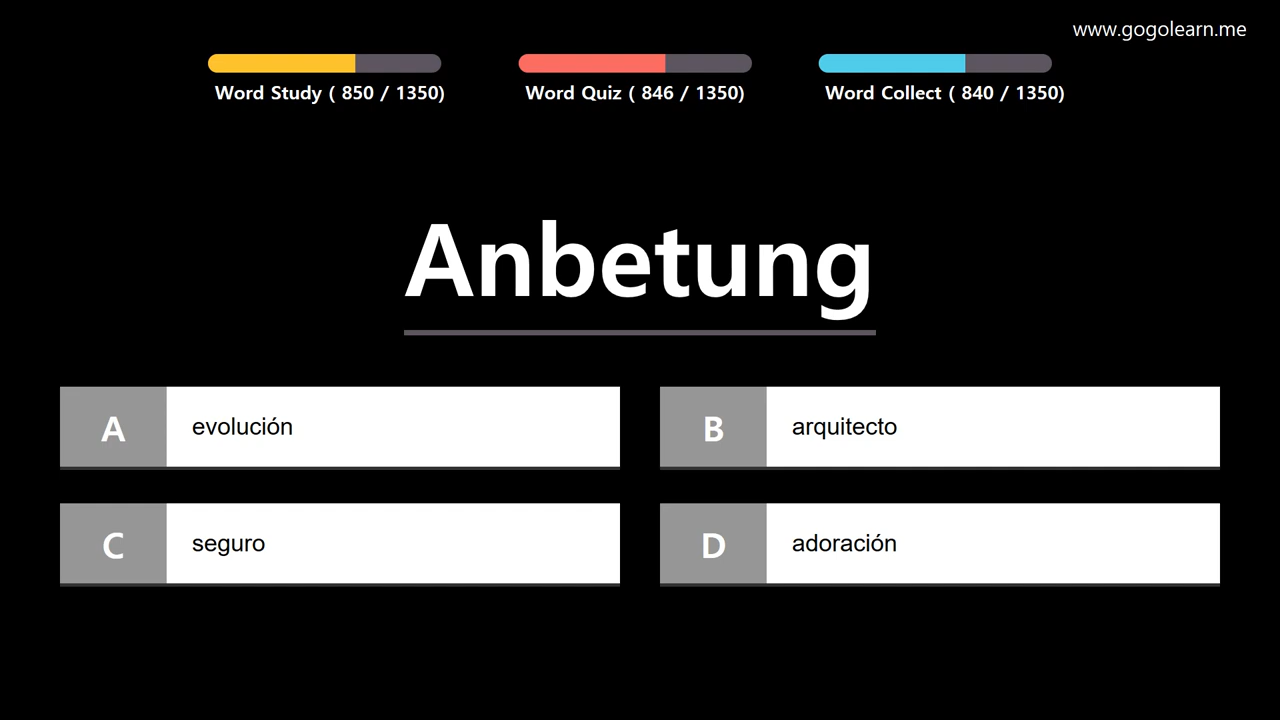 www.gogolearn.me
Word Study ( 850 / 1350)
Word Quiz ( 846 / 1350)
Word Collect ( 840 / 1350)
Anbetung
A evolución
B arquitecto
C seguro
D adoración